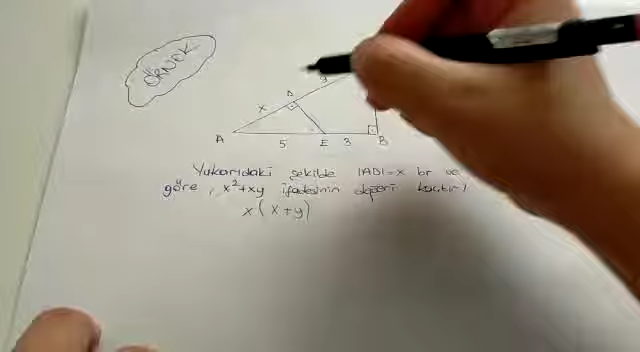 ÖRNEK
y
D
x
A
5
E
3
B
Yukarıdaki şekilde |AD|=x br ve
göre, x²+xy ifadesinin değeri kaçtır?
x(x+y)